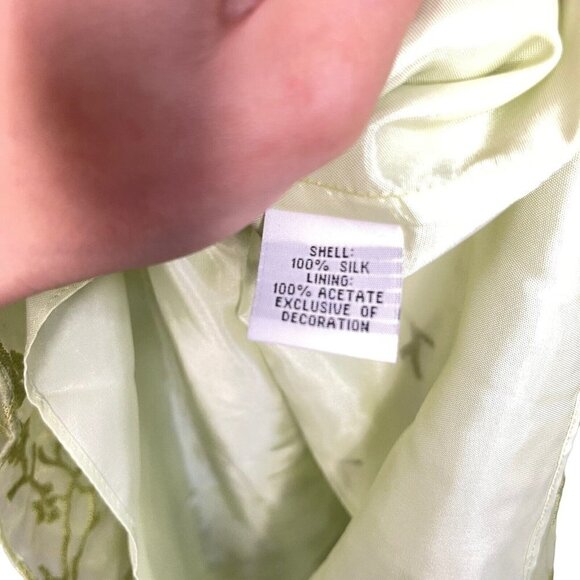 SHELL:
100% SILK
LINING:
100% ACETATE
EXCLUSIVE OF
DECORATION